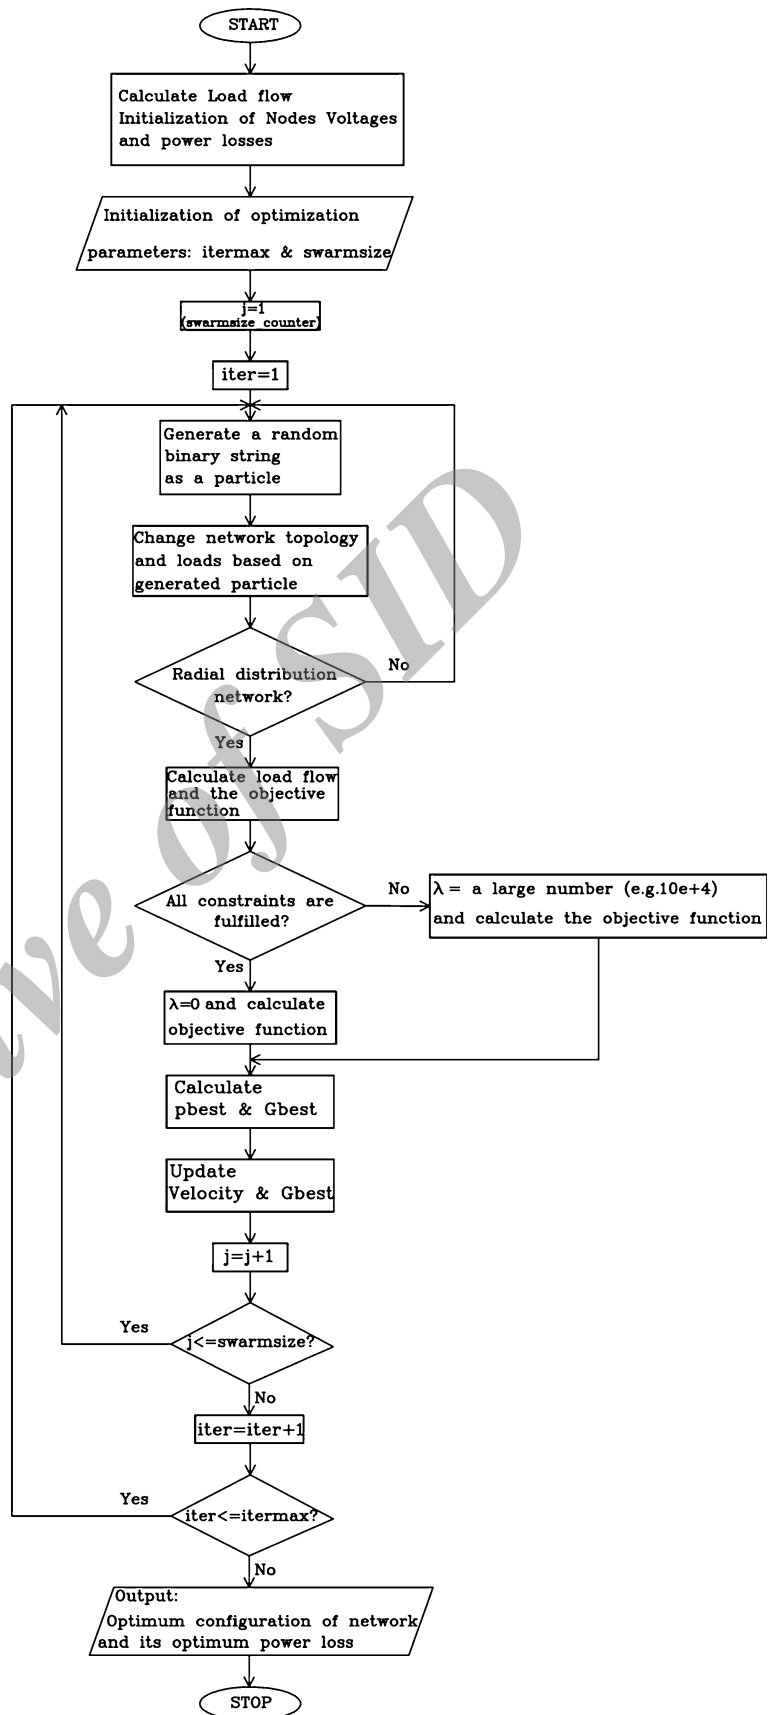 START
Calculate Load flow
Initialization of Nodes Voltages
and power losses
Initialization of optimization
parameters: itermax & swarmsize
j=1
(swarmsize counter)
iter=1
Generate a random
binary string
as a particle
Change network topology
and loads based on
generated particle
Radial distribution
network?
No
Yes
Calculate load flow
and the objective
function
All constraints are
fulfilled?
No
λ = a large number (e.g.10e+4)
and calculate the objective function
Yes
λ=0 and calculate
objective function
Calculate
pbest & Gbest
Update
Velocity & Gbest
j=j+1
j<=swarmsize?
Yes
No
iter=iter+1
iter<=itermax?
Yes
No
Output:
Optimum configuration of network
and its optimum power loss
STOP
ive of SID